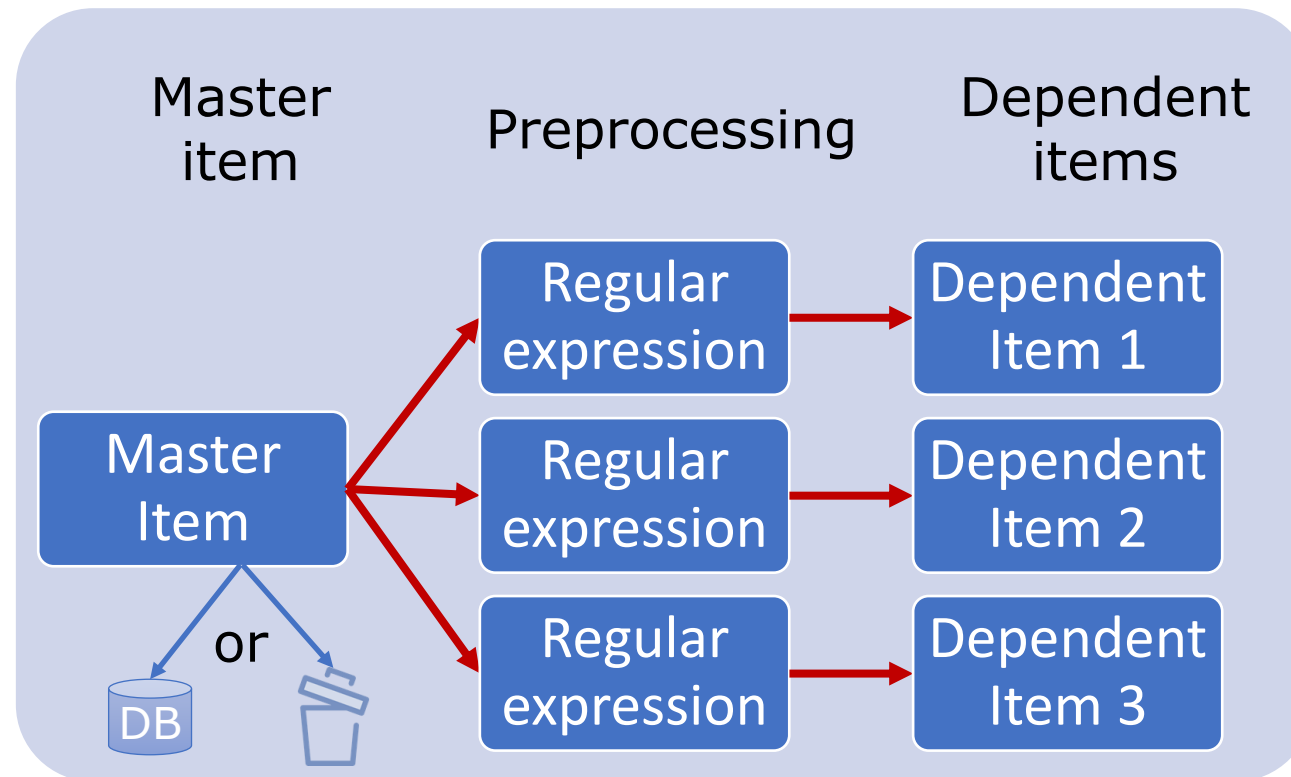 Master
item
Preprocessing
Dependent
items
Master
Item
or
DB
Regular
expression
Regular
expression
Regular
expression
Dependent
Item 1
Dependent
Item 2
Dependent
Item 3